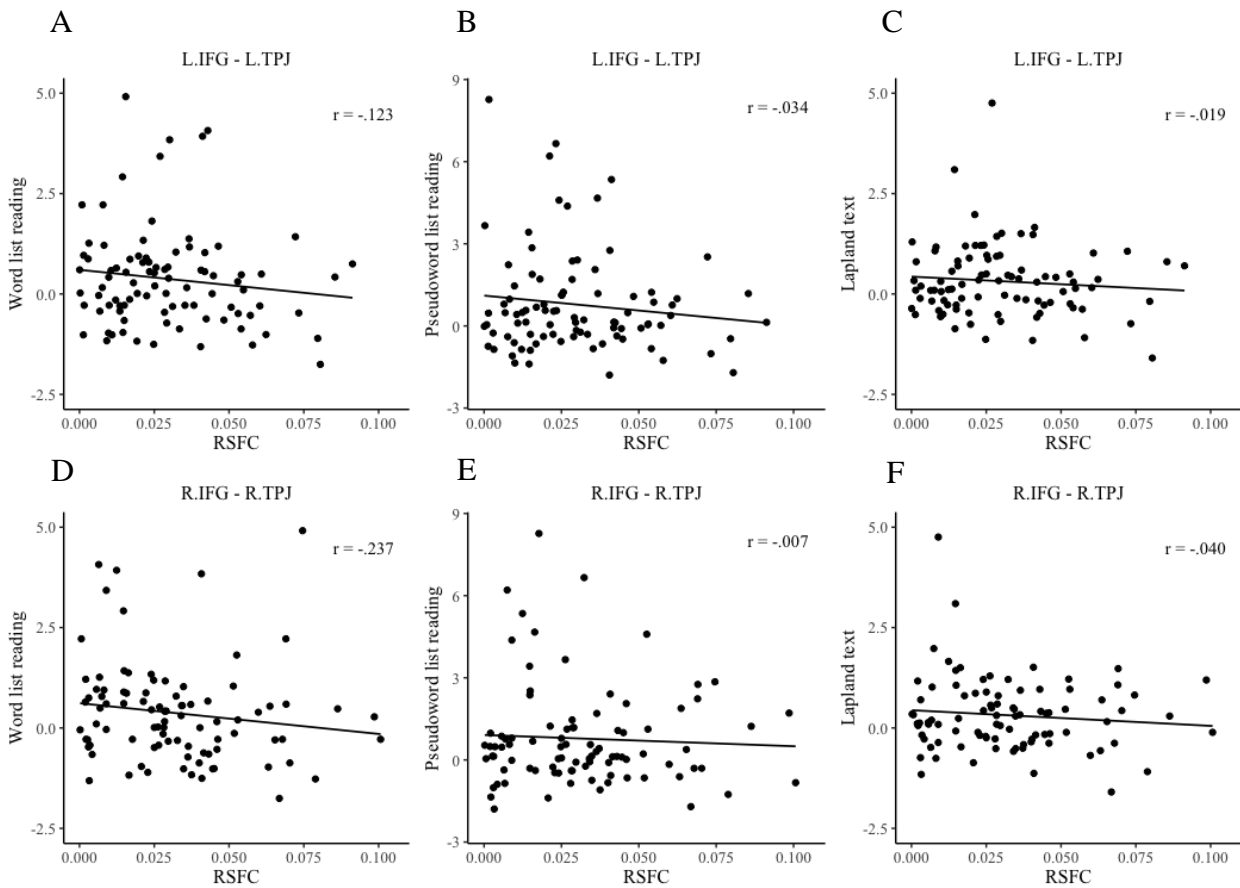 A
L.IFG - L.TPJ
r = -.123
Word list reading
5.0
2.5
0.0
-2.5
0.000 0.025 0.050 0.075 0.100
RSFC
B
L.IFG - L.TPJ
r = -.034
Pseudoword list reading
9
6
3
0
-3
0.000 0.025 0.050 0.075 0.100
RSFC
C
L.IFG - L.TPJ
r = -.019
Lapland text
5.0
2.5
0.0
-2.5
0.000 0.025 0.050 0.075 0.100
RSFC
D
R.IFG - R.TPJ
r = -.237
Word list reading
5.0
2.5
0.0
-2.5
0.000 0.025 0.050 0.075 0.100
RSFC
E
R.IFG - R.TPJ
r = -.007
Pseudoword list reading
9
6
3
0
-3
0.000 0.025 0.050 0.075 0.100
RSFC
F
R.IFG - R.TPJ
r = -.040
Lapland text
5.0
2.5
0.0
-2.5
0.000 0.025 0.050 0.075 0.100
RSFC